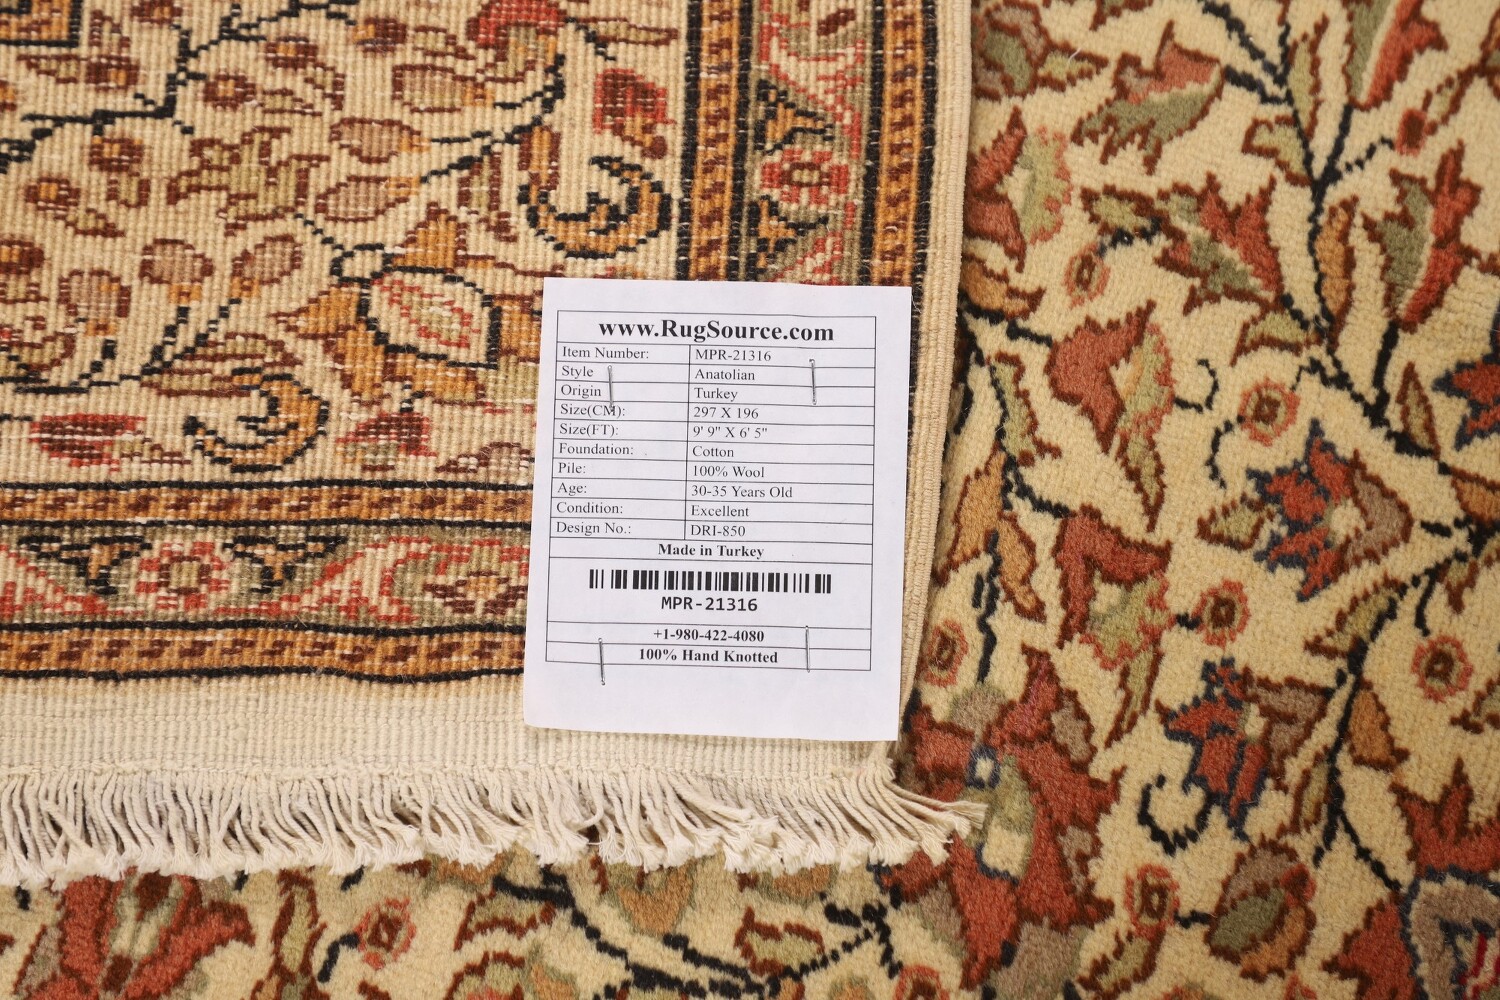 www.RugSource.com
Item Number: MPR-21316
Style Anatolian
Origin Turkey
Size(CM): 297 X 196
Size(FT): 9' 9" X 6' 5"
Foundation: Cotton
Pile: 100% Wool
Age: 30-35 Years Old
Condition: Excellent
Design No.: DRI-850
Made in Turkey
MPR-21316
+1-980-422-4080
100% Hand Knotted